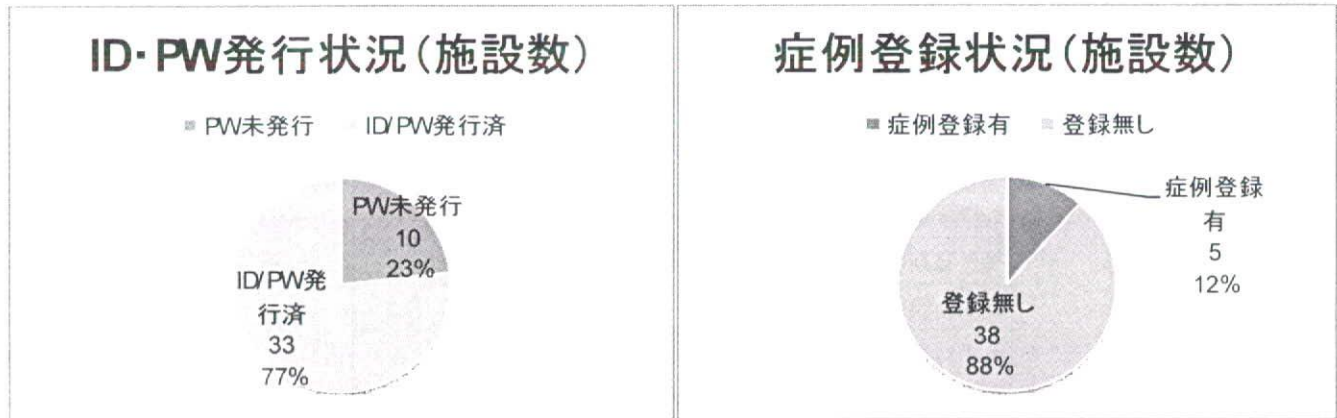 ID・PW発行状況(施設数)
PW未発行 ID/PW発行済
PW未発行
10
23%
ID/PW発
行済
33
77%
症例登録状況(施設数)
症例登録有 登録無し
症例登録
有
5
12%
登録無し
38
88%